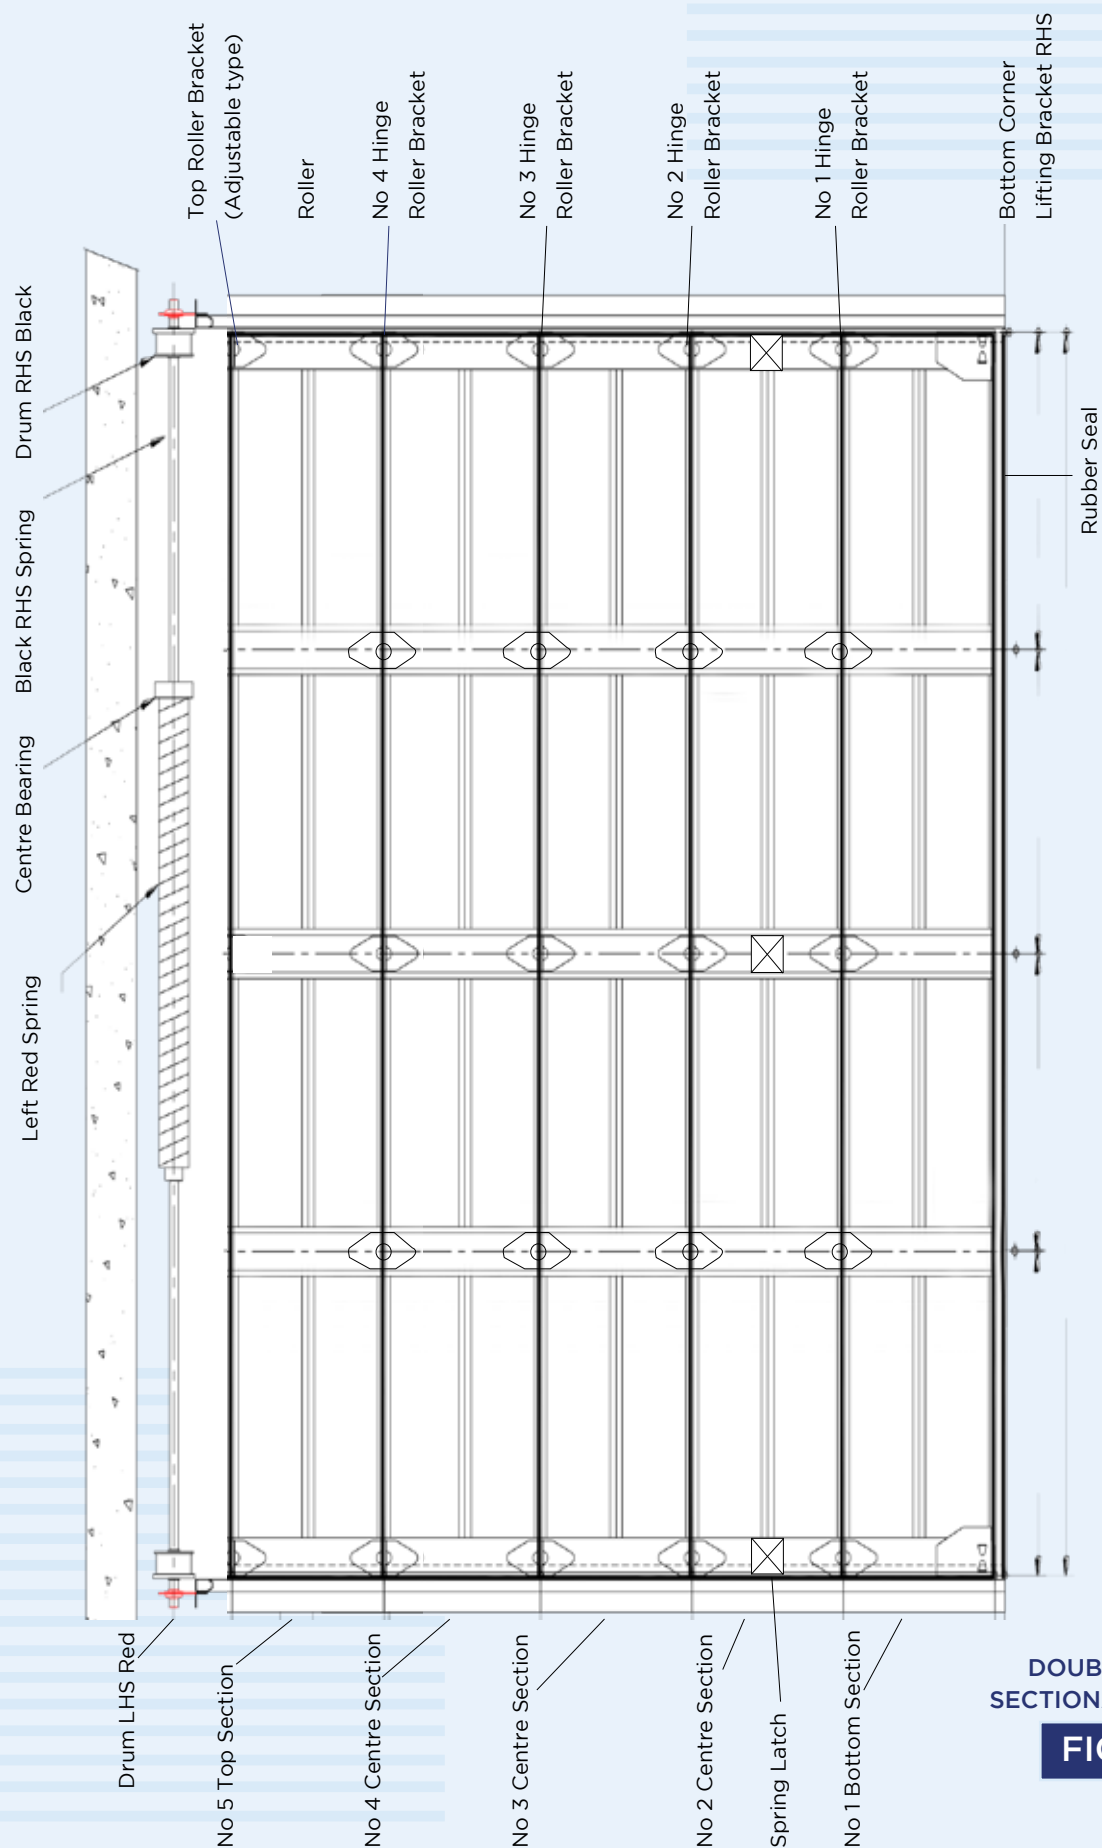 Drum LHS Red
Left Red Spring
Centre Bearing
Black RHS Spring
Drum RHS Black
Top Roller Bracket
(Adjustable type)
Roller
No 4 Hinge
Roller Bracket
No 3 Hinge
Roller Bracket
No 2 Hinge
Roller Bracket
No 1 Hinge
Roller Bracket
Bottom Corner
Lifting Bracket RHS
Rubber Seal
No 5 Top Section
No 4 Centre Section
No 3 Centre Section
No 2 Centre Section
Spring Latch
No 1 Bottom Section
DOUB
SECTION
FIG